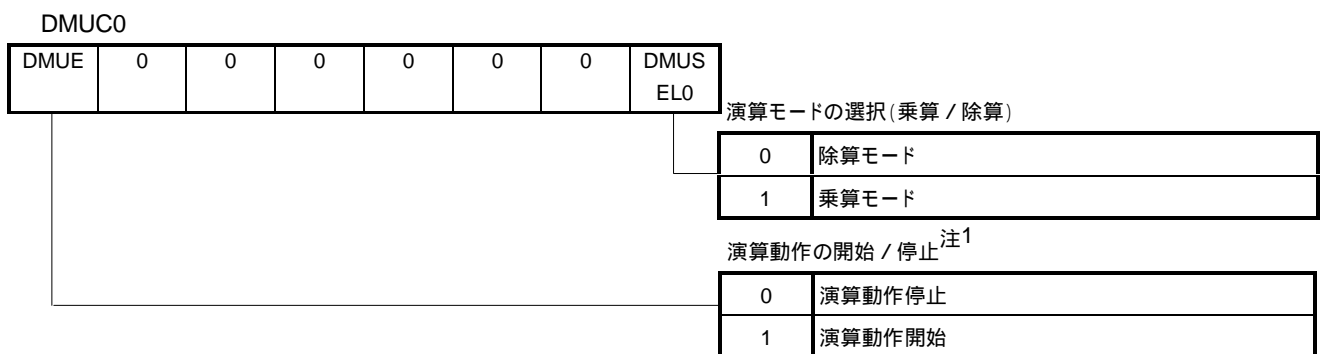 DMUC0
DMUE 0 0 0 0 0 0 DMUS
EL0
演算モードの選択(乗算/除算)
0 除算モード
1 乗算モード
演算動作の開始/停止注1
0 演算動作停止
1 演算動作開始